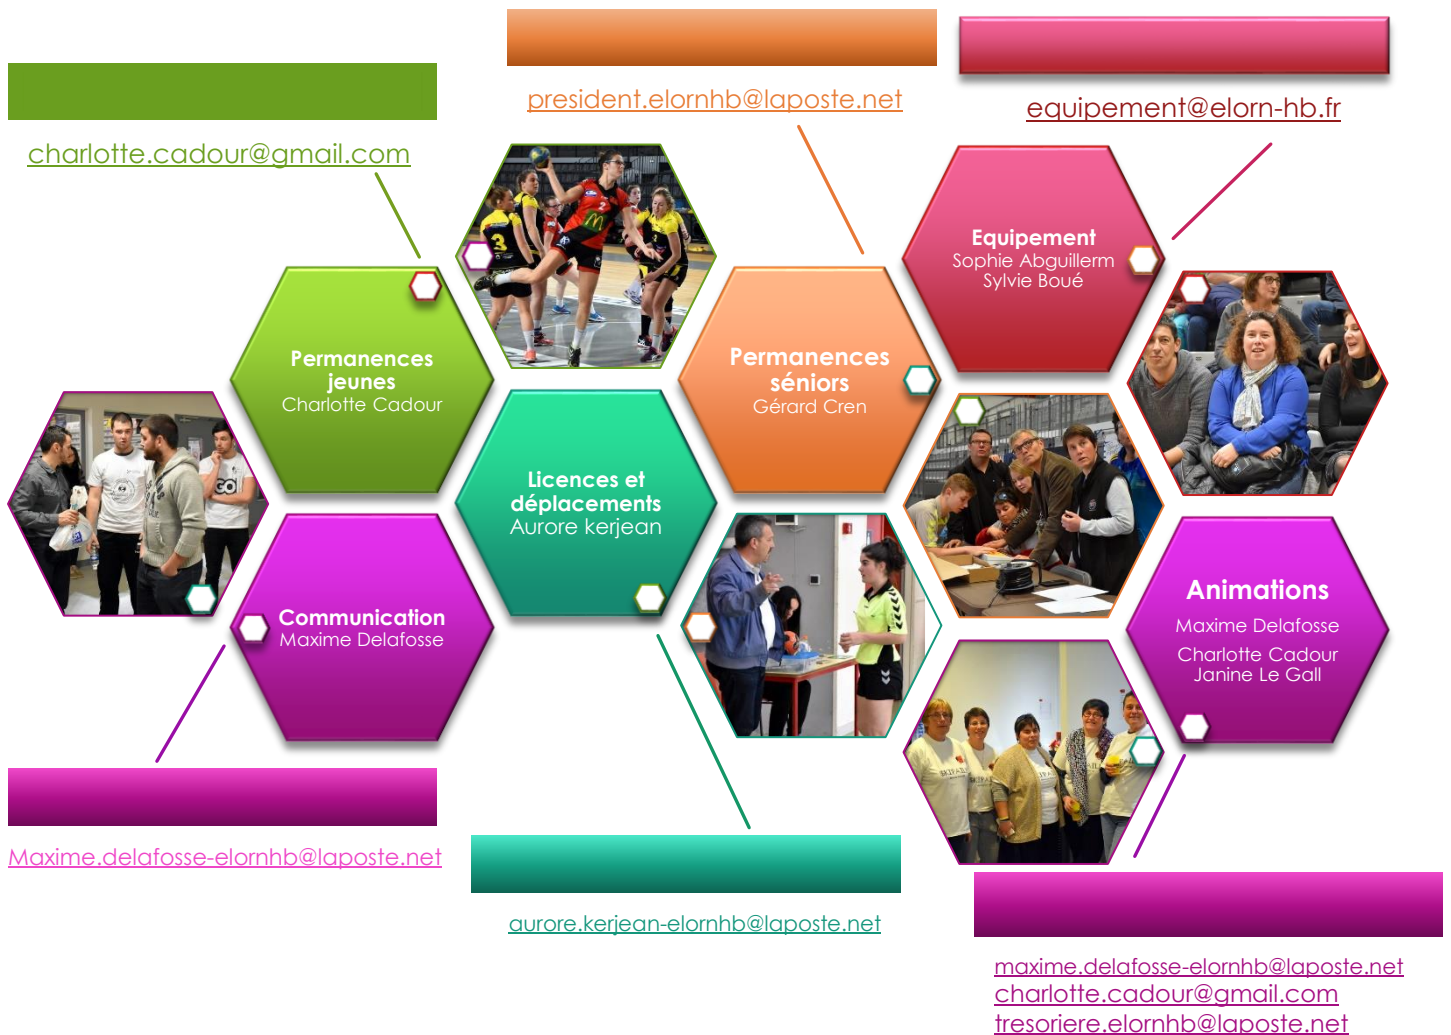 president.elornhb@laposte.net
equipement@elorn-hb.fr
charlotte.cadour@gmail.com
Equipement
Sophie Abguillerm
Sylvie Boué
Permanences
jeunes
Charlotte Cadour
Permanences
séniors
Gérard Cren
Licences et
déplacements
Aurore kerjean
Communication
Maxime Delafosse
Animations
Maxime Delafosse
Charlotte Cadour
Janine Le Gall
Maxime.delafosse-elornhb@laposte.net
aurore.kerjean-elornhb@laposte.net
maxime.delafosse-elornhb@laposte.net
charlotte.cadour@gmail.com
tresoriere.elornhb@laposte.net